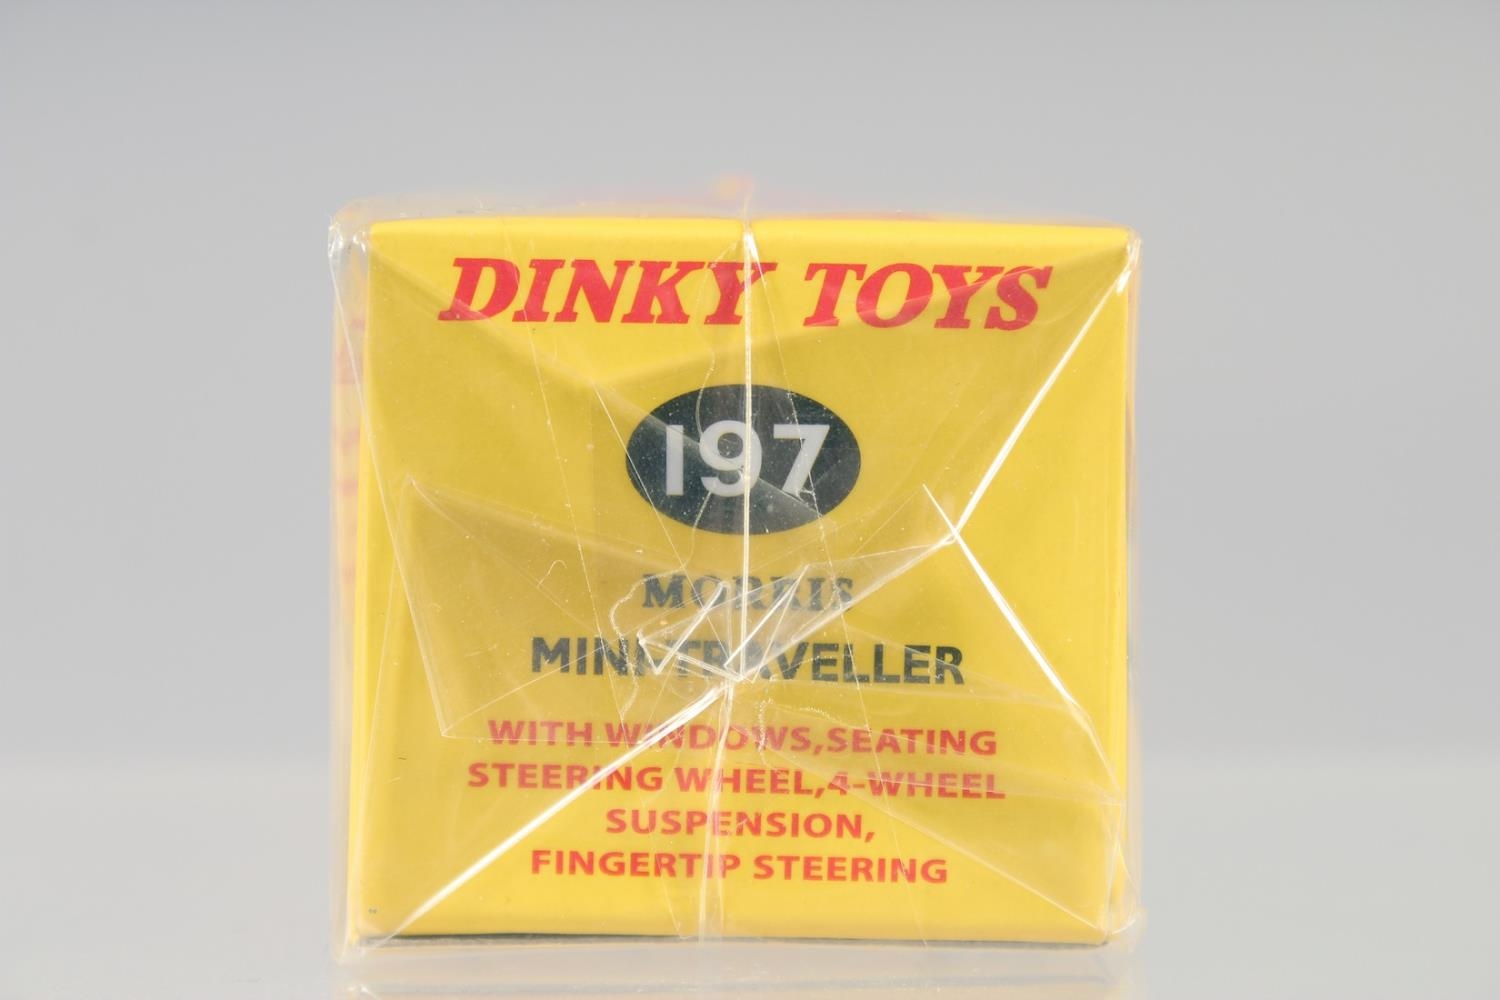 DINKY TOYS
197
MORRIS
MINI-TRAVELLER
WITH WINDOWS,SEATING
STEERING WHEEL,4-WHEEL
SUSPENSION,
FINGERTIP STEERING